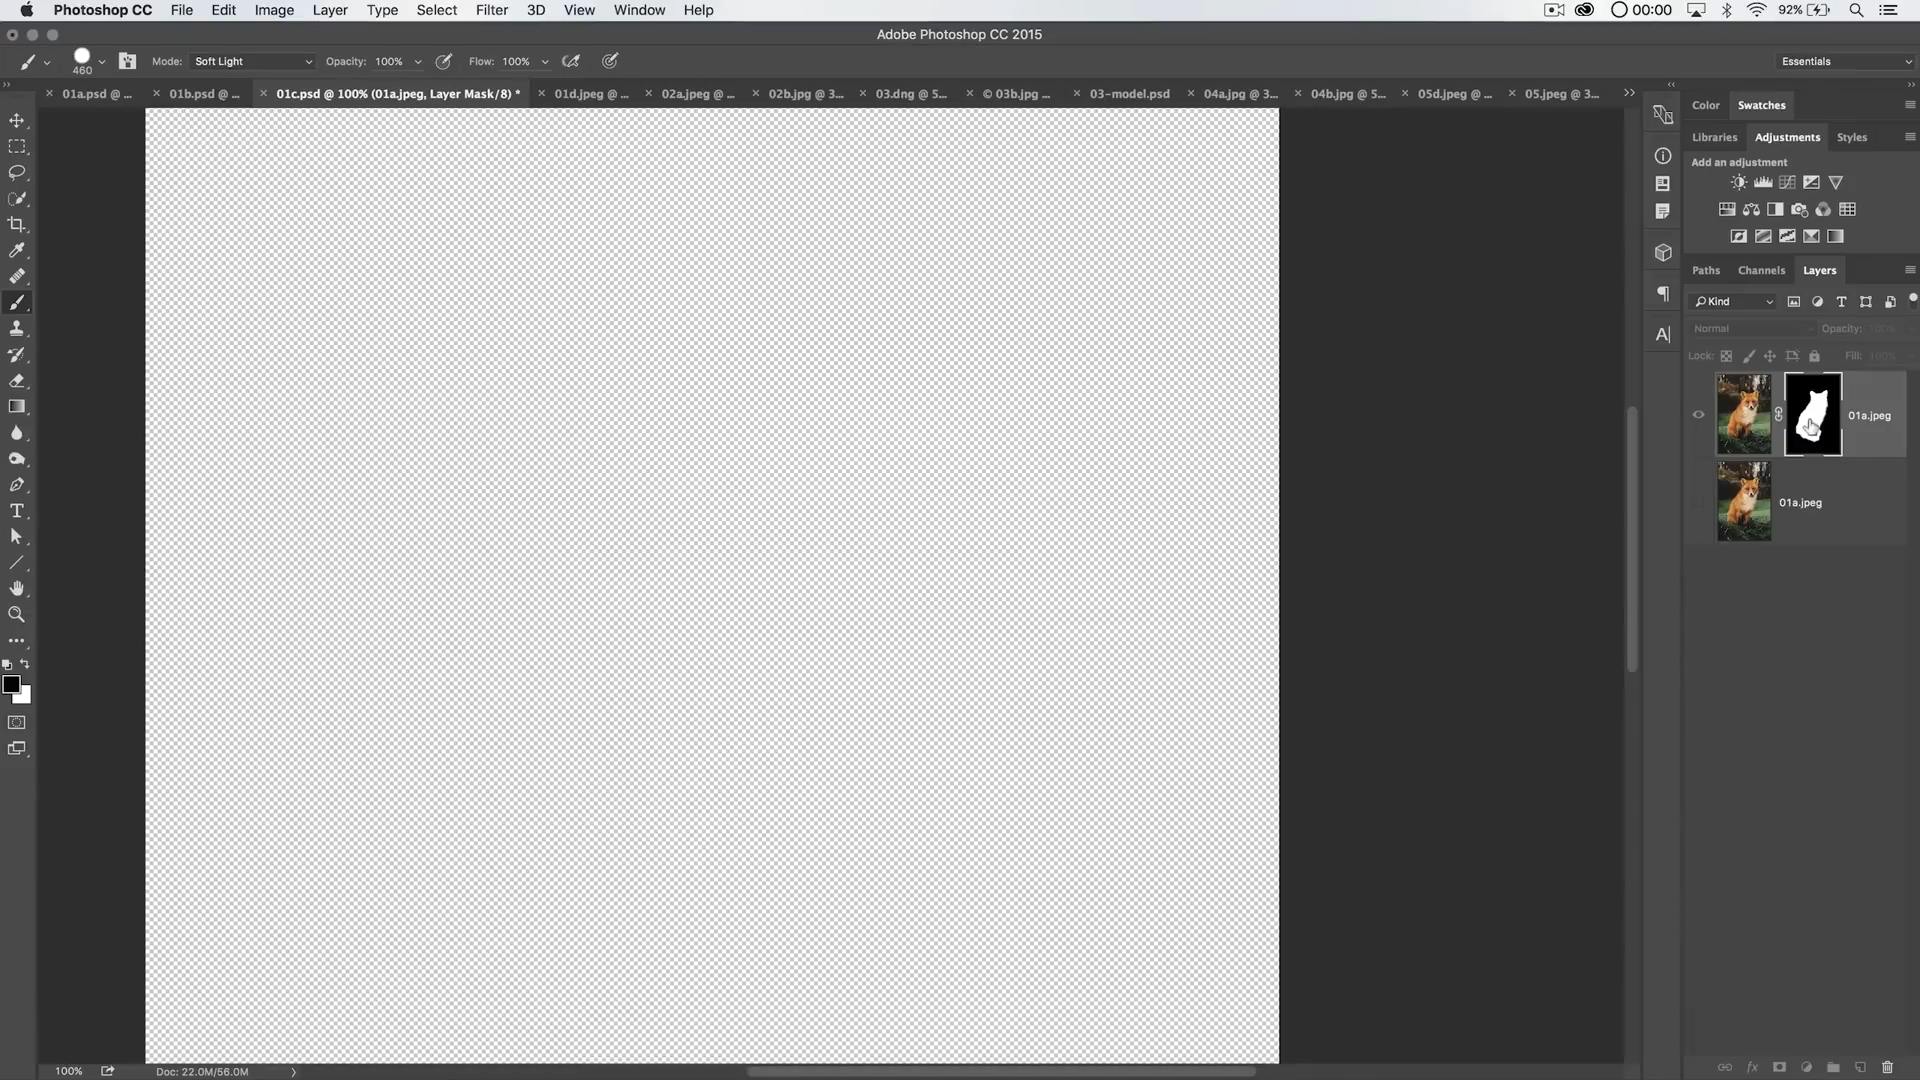 Photoshop CC File Edit Image Layer Type Select Filter 3D View Window Help 00:00 92%
Adobe Photoshop CC 2015
460 Mode: Soft Light Opacity: 100% Flow: 100% Essentials
01a.psd @ ... 01b.psd @ ... 01c.psd @ 100% (01a.jpeg, Layer Mask/8) * 01d.jpeg @ ... 02a.jpeg @ ... 02b.jpg @ 3... 03.dng @ 5... © 03b.jpg ... 03-model.psd 04a.jpg @ 3... 04b.jpg @ 5... 05d.jpeg @ ... 05.jpeg @ 3...
Color Swatches
Libraries Adjustments Styles
Add an adjustment
Paths Channels Layers
Kind
Normal Opacity: 100%
Lock: Fill: 100%
01a.jpeg
01a.jpeg
100% Doc: 22.0M/56.0M